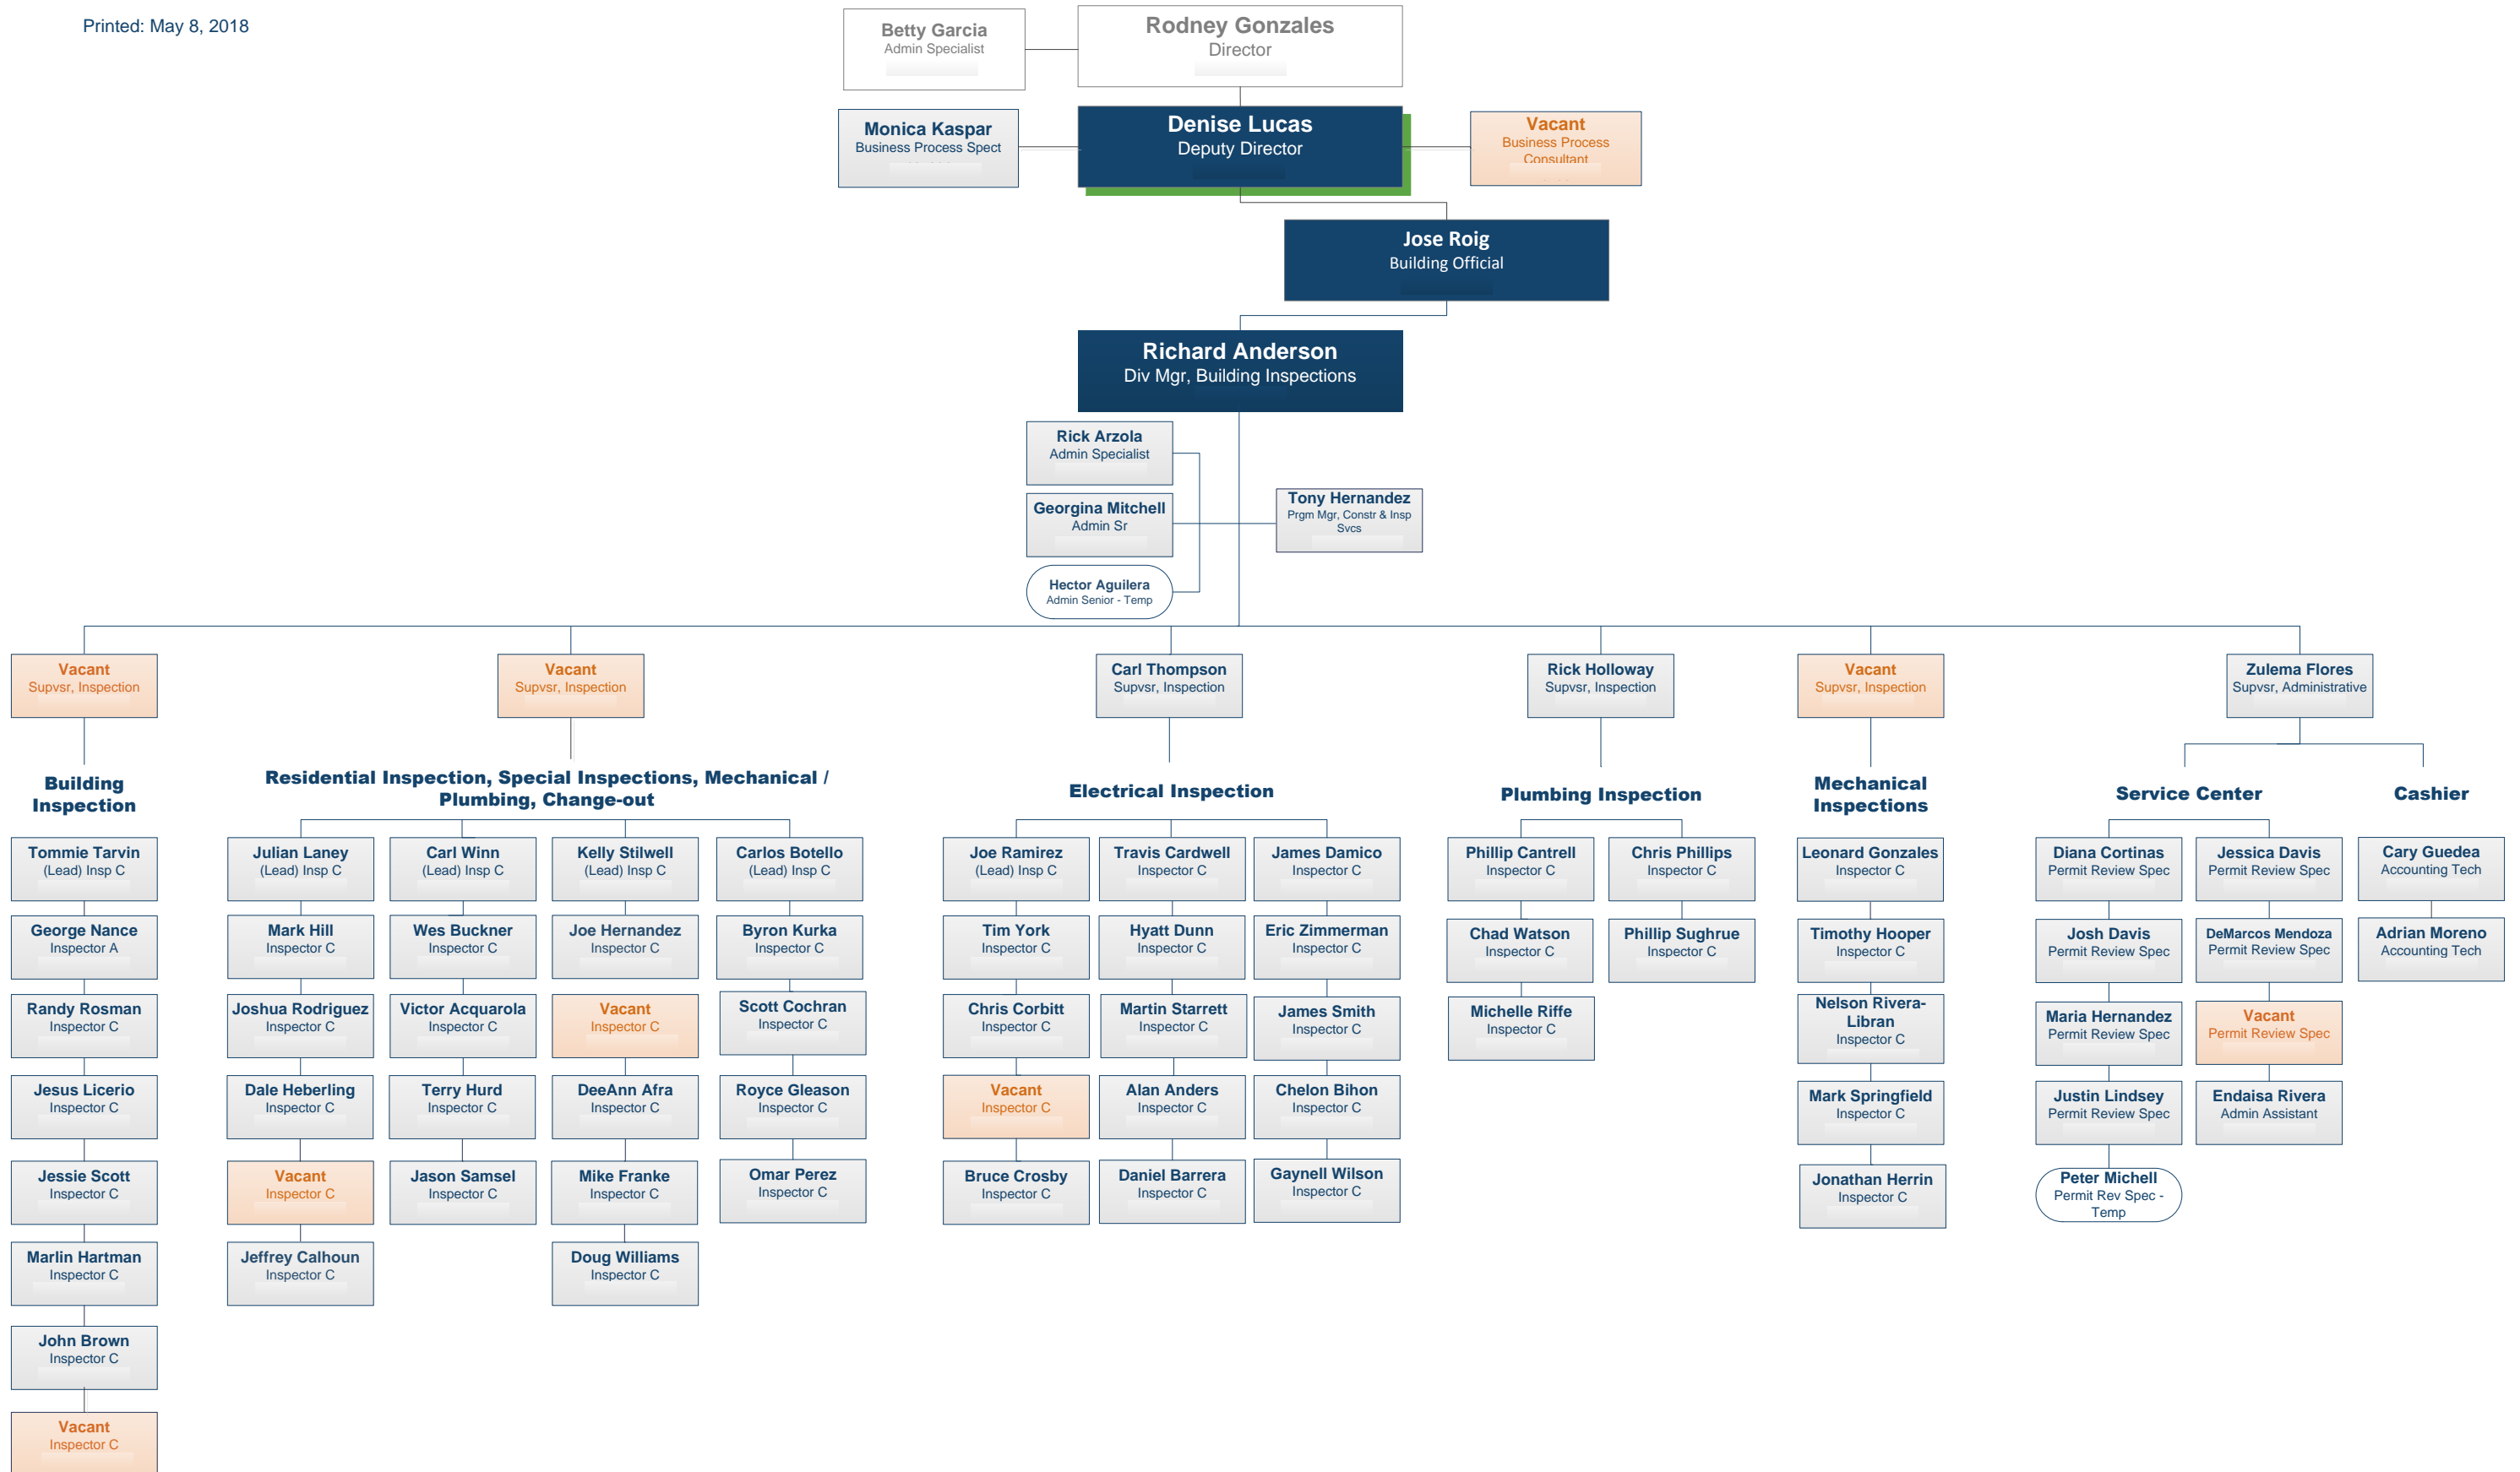 Printed: May 8, 2018
Betty Garcia
Admin Specialist
Rodney Gonzales
Director
Monica Kaspar
Business Process Spect
Denise Lucas
Deputy Director
Vacant
Business Process
Consultant
Jose Roig
Building Official
Richard Anderson
Div Mgr, Building Inspections
Rick Arzola
Admin Specialist
Georgina Mitchell
Admin Sr
Tony Hernandez
Prgm Mgr, Constr & Insp
Svcs
Hector Aguilera
Admin Senior - Temp
Vacant
Supvsr, Inspection
Vacant
Supvsr, Inspection
Carl Thompson
Supvsr, Inspection
Rick Holloway
Supvsr, Inspection
Vacant
Supvsr, Inspection
Zulema Flores
Supvsr, Administrative
Building
Inspection
Tommie Tarvin
(Lead) Insp C
George Nance
Inspector A
Randy Rosman
Inspector C
Jesus Licerio
Inspector C
Jessie Scott
Inspector C
Marlin Hartman
Inspector C
John Brown
Inspector C
Vacant
Inspector C
Residential Inspection, Special Inspections, Mechanical /
Plumbing, Change-out
Julian Laney
(Lead) Insp C
Mark Hill
Inspector C
Joshua Rodriguez
Inspector C
Dale Heberling
Inspector C
Vacant
Inspector C
Jeffrey Calhoun
Inspector C
Carl Winn
(Lead) Insp C
Wes Buckner
Inspector C
Victor Acquarola
Inspector C
Terry Hurd
Inspector C
Jason Samsel
Inspector C
Kelly Stilwell
(Lead) Insp C
Joe Hernandez
Inspector C
Vacant
Inspector C
DeeAnn Afra
Inspector C
Mike Franke
Inspector C
Doug Williams
Inspector C
Carlos Botello
(Lead) Insp C
Byron Kurka
Inspector C
Scott Cochran
Inspector C
Royce Gleason
Inspector C
Omar Perez
Inspector C
Electrical Inspection
Joe Ramirez
(Lead) Insp C
Tim York
Inspector C
Chris Corbitt
Inspector C
Vacant
Inspector C
Bruce Crosby
Inspector C
Travis Cardwell
Inspector C
Hyatt Dunn
Inspector C
Martin Starrett
Inspector C
Alan Anders
Inspector C
Daniel Barrera
Inspector C
James Damico
Inspector C
Eric Zimmerman
Inspector C
James Smith
Inspector C
Chelon Bihon
Inspector C
Gaynell Wilson
Inspector C
Plumbing Inspection
Phillip Cantrell
Inspector C
Chad Watson
Inspector C
Michelle Riffe
Inspector C
Chris Phillips
Inspector C
Phillip Sughrue
Inspector C
Mechanical
Inspections
Leonard Gonzales
Inspector C
Timothy Hooper
Inspector C
Nelson Rivera-
Libran
Inspector C
Mark Springfield
Inspector C
Jonathan Herrin
Inspector C
Service Center
Diana Cortinas
Permit Review Spec
Josh Davis
Permit Review Spec
Maria Hernandez
Permit Review Spec
Justin Lindsey
Permit Review Spec
Peter Michell
Permit Rev Spec -
Temp
Jessica Davis
Permit Review Spec
DeMarcos Mendoza
Permit Review Spec
Vacant
Permit Review Spec
Endaisa Rivera
Admin Assistant
Cashier
Cary Guedea
Accounting Tech
Adrian Moreno
Accounting Tech